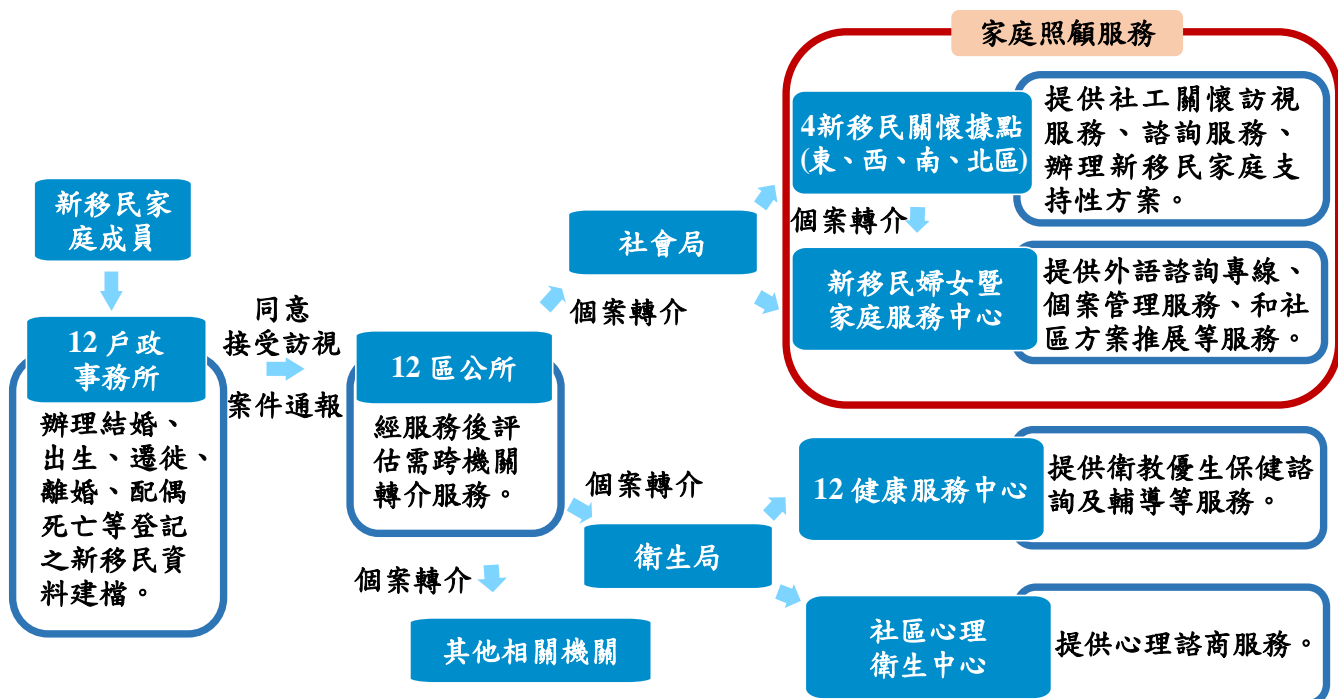 家庭照顧服務
4新移民關懷據點
(東、西、南、北區)
提供社工關懷訪視
服務、諮詢服務、
辦理新移民家庭支
持性方案。
新移民家
庭成員
社會局
個案轉介
新移民婦女暨
家庭服務中心
提供外語諮詢專線、
個案管理服務、和社
區方案推展等服務。
同意
接受訪視
個案轉介
12 戶政
事務所
案件通報
12 區公所
辦理結婚、
出生、遷徙、
離婚、配偶
死亡等登記
之新移民資
料建檔。
經服務後評
估需跨機關
轉介服務。
個案轉介
12 健康服務中心
提供衛教優生保健諮
詢及輔導等服務。
衛生局
個案轉介
其他相關機關
社區心理
衛生中心
提供心理諮商服務。